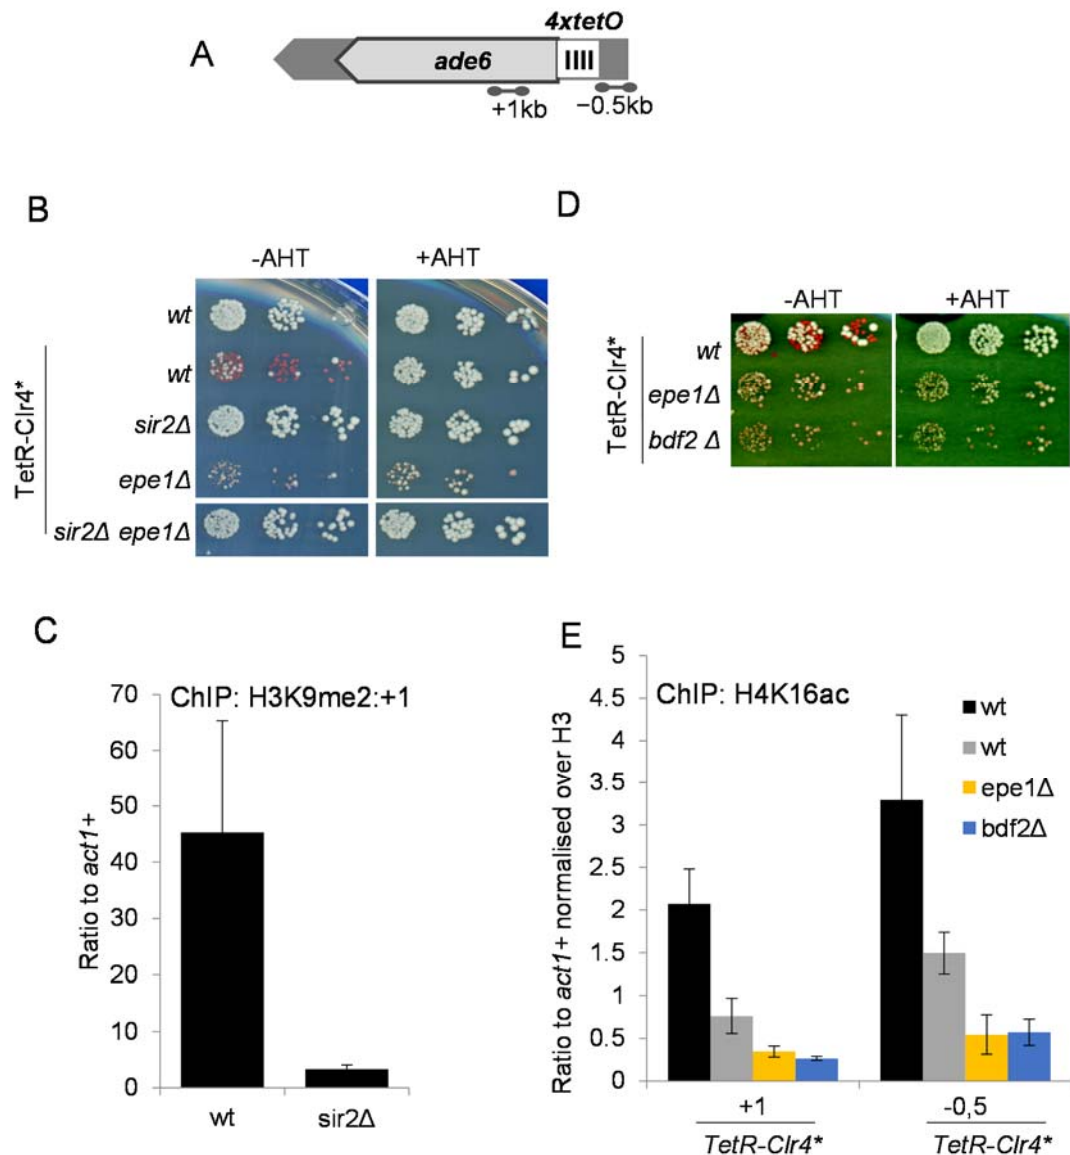 A
4xtetO
ade6
+1kb
−0.5kb
B
-AHT
+AHT
wt
wt
sir2Δ
epe1Δ
sir2Δ epe1Δ
TetR-Clr4*
D
-AHT
+AHT
wt
epe1Δ
bdf2 Δ
TetR-Clr4*
C
ChIP: H3K9me2:+1
Ratio to act1+
70
60
50
40
30
20
10
0
wt
sir2Δ
E
ChIP: H4K16ac
Ratio to act1+ normalised over H3
5
4.5
4
3.5
3
2.5
2
1.5
1
0.5
0
wt
wt
epe1Δ
bdf2Δ
+1
-0,5
TetR-Clr4*
TetR-Clr4*